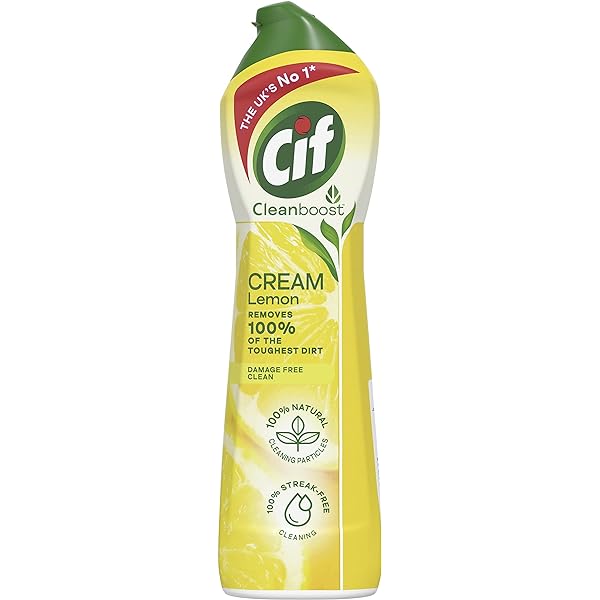 THE UK's No 1*
Cif
Cleanboost™
CREAM
Lemon
REMOVES
100%
OF THE
TOUGHEST DIRT
DAMAGE FREE
CLEAN
100% NATURAL
CLEANING PARTICLES
100% STREAK-FREE
CLEANING